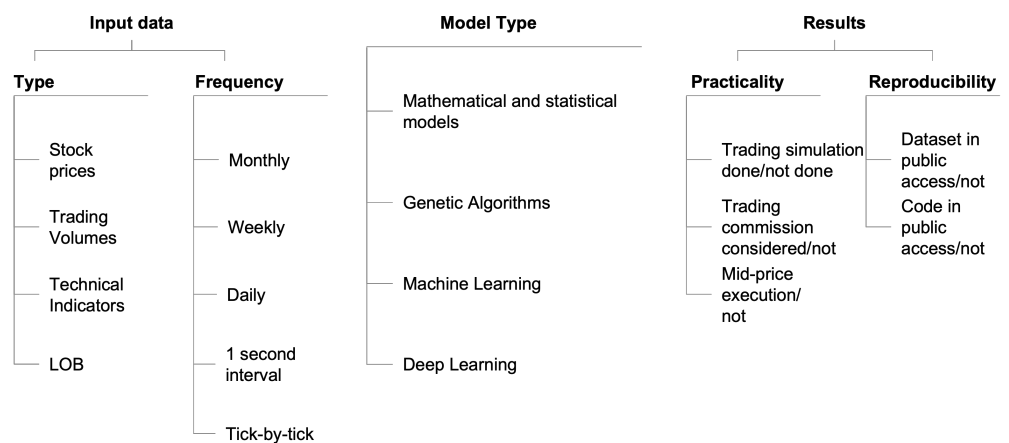 Input data
Type
Stock
prices
Trading
Volumes
Technical
Indicators
LOB
Frequency
Monthly
Weekly
Daily
1 second
interval
Tick-by-tick
Model Type
Mathematical and statistical
models
Genetic Algorithms
Machine Learning
Deep Learning
Results
Practicality
Trading simulation
done/not done
Trading
commission
considered/not
Mid-price
execution/
not
Reproducibility
Dataset in
public
access/not
Code in
public
access/not